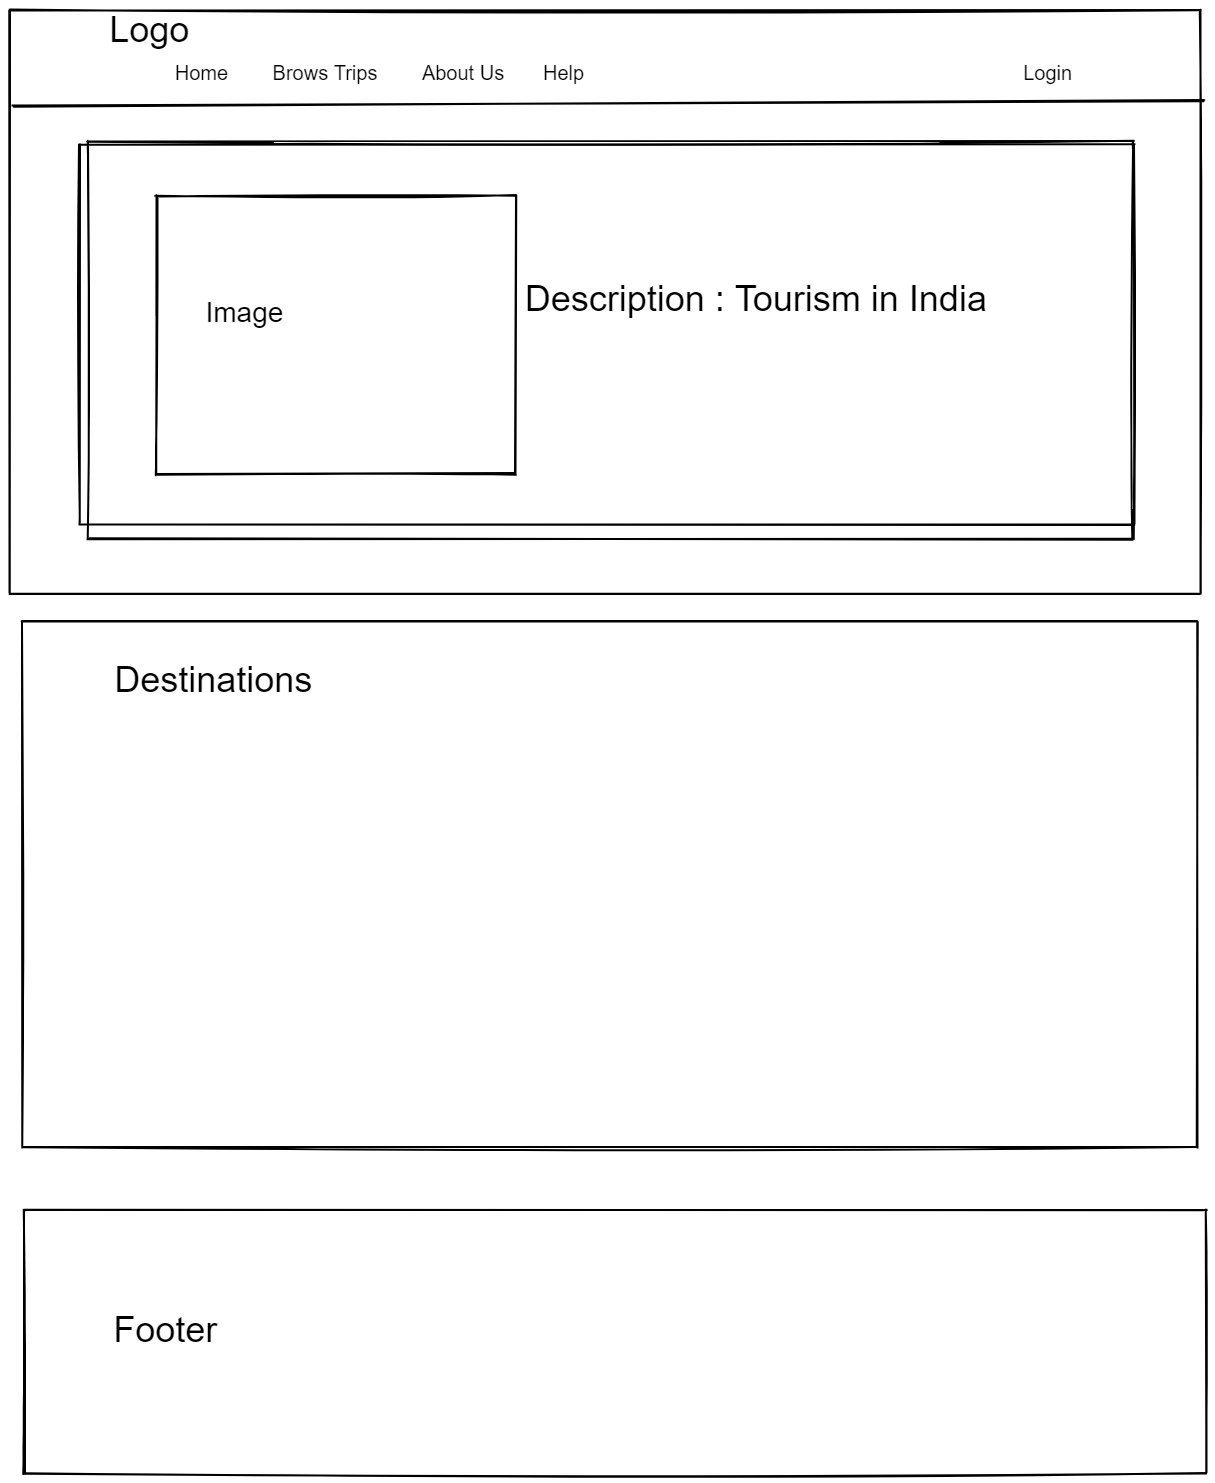 Logo
Home Brows Trips About Us Help Login
Image
Description : Tourism in India
Destinations
Footer